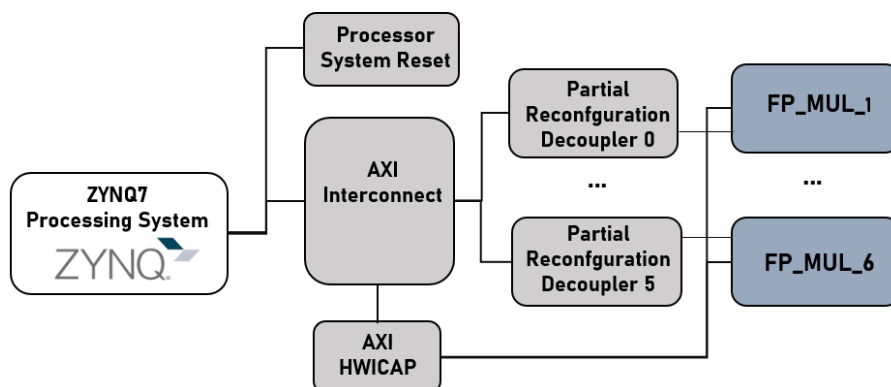 Processor
System Reset
Partial
Reconfguration
Decoupler 0
FP_MUL_1
AXI
Interconnect
...
...
ZYNQ7
Processing System
ZYNQ
Partial
Reconfguration
Decoupler 5
FP_MUL_6
AXI
HWICAP